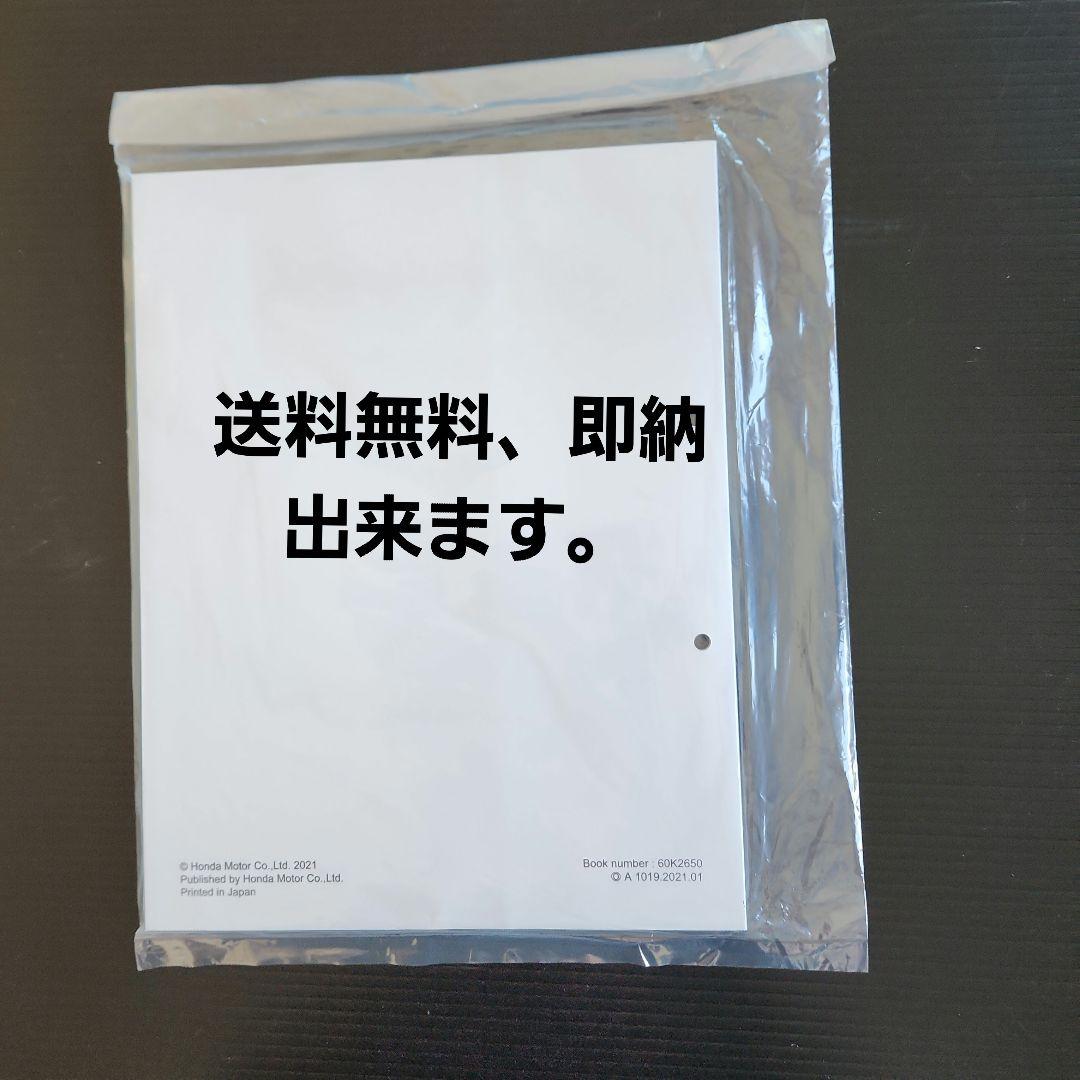 送料無料、即納
出来ます。
© Honda Motor Co.,Ltd. 2021
Published by Honda Motor Co.,Ltd.
Printed in Japan
Book number : 60K2650
◎ A 1019.2021.01